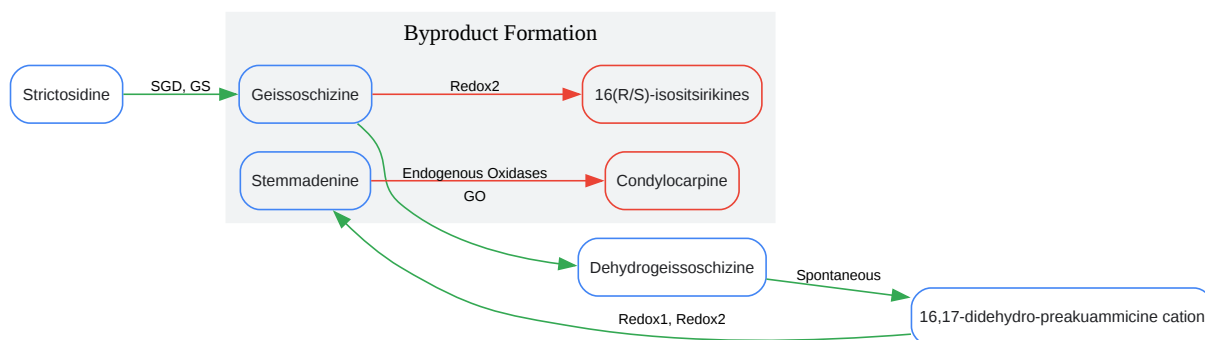 Byproduct Formation
Strictosidine
SGD, GS
Geissoschizine
Redox2
16(R/S)-isositsirikines
Stemmadenine
Endogenous Oxidases
Condylocarpine
GO
Dehydrogeissoschizine
Spontaneous
16,17-didehydro-preakuammicine cation
Redox1, Redox2